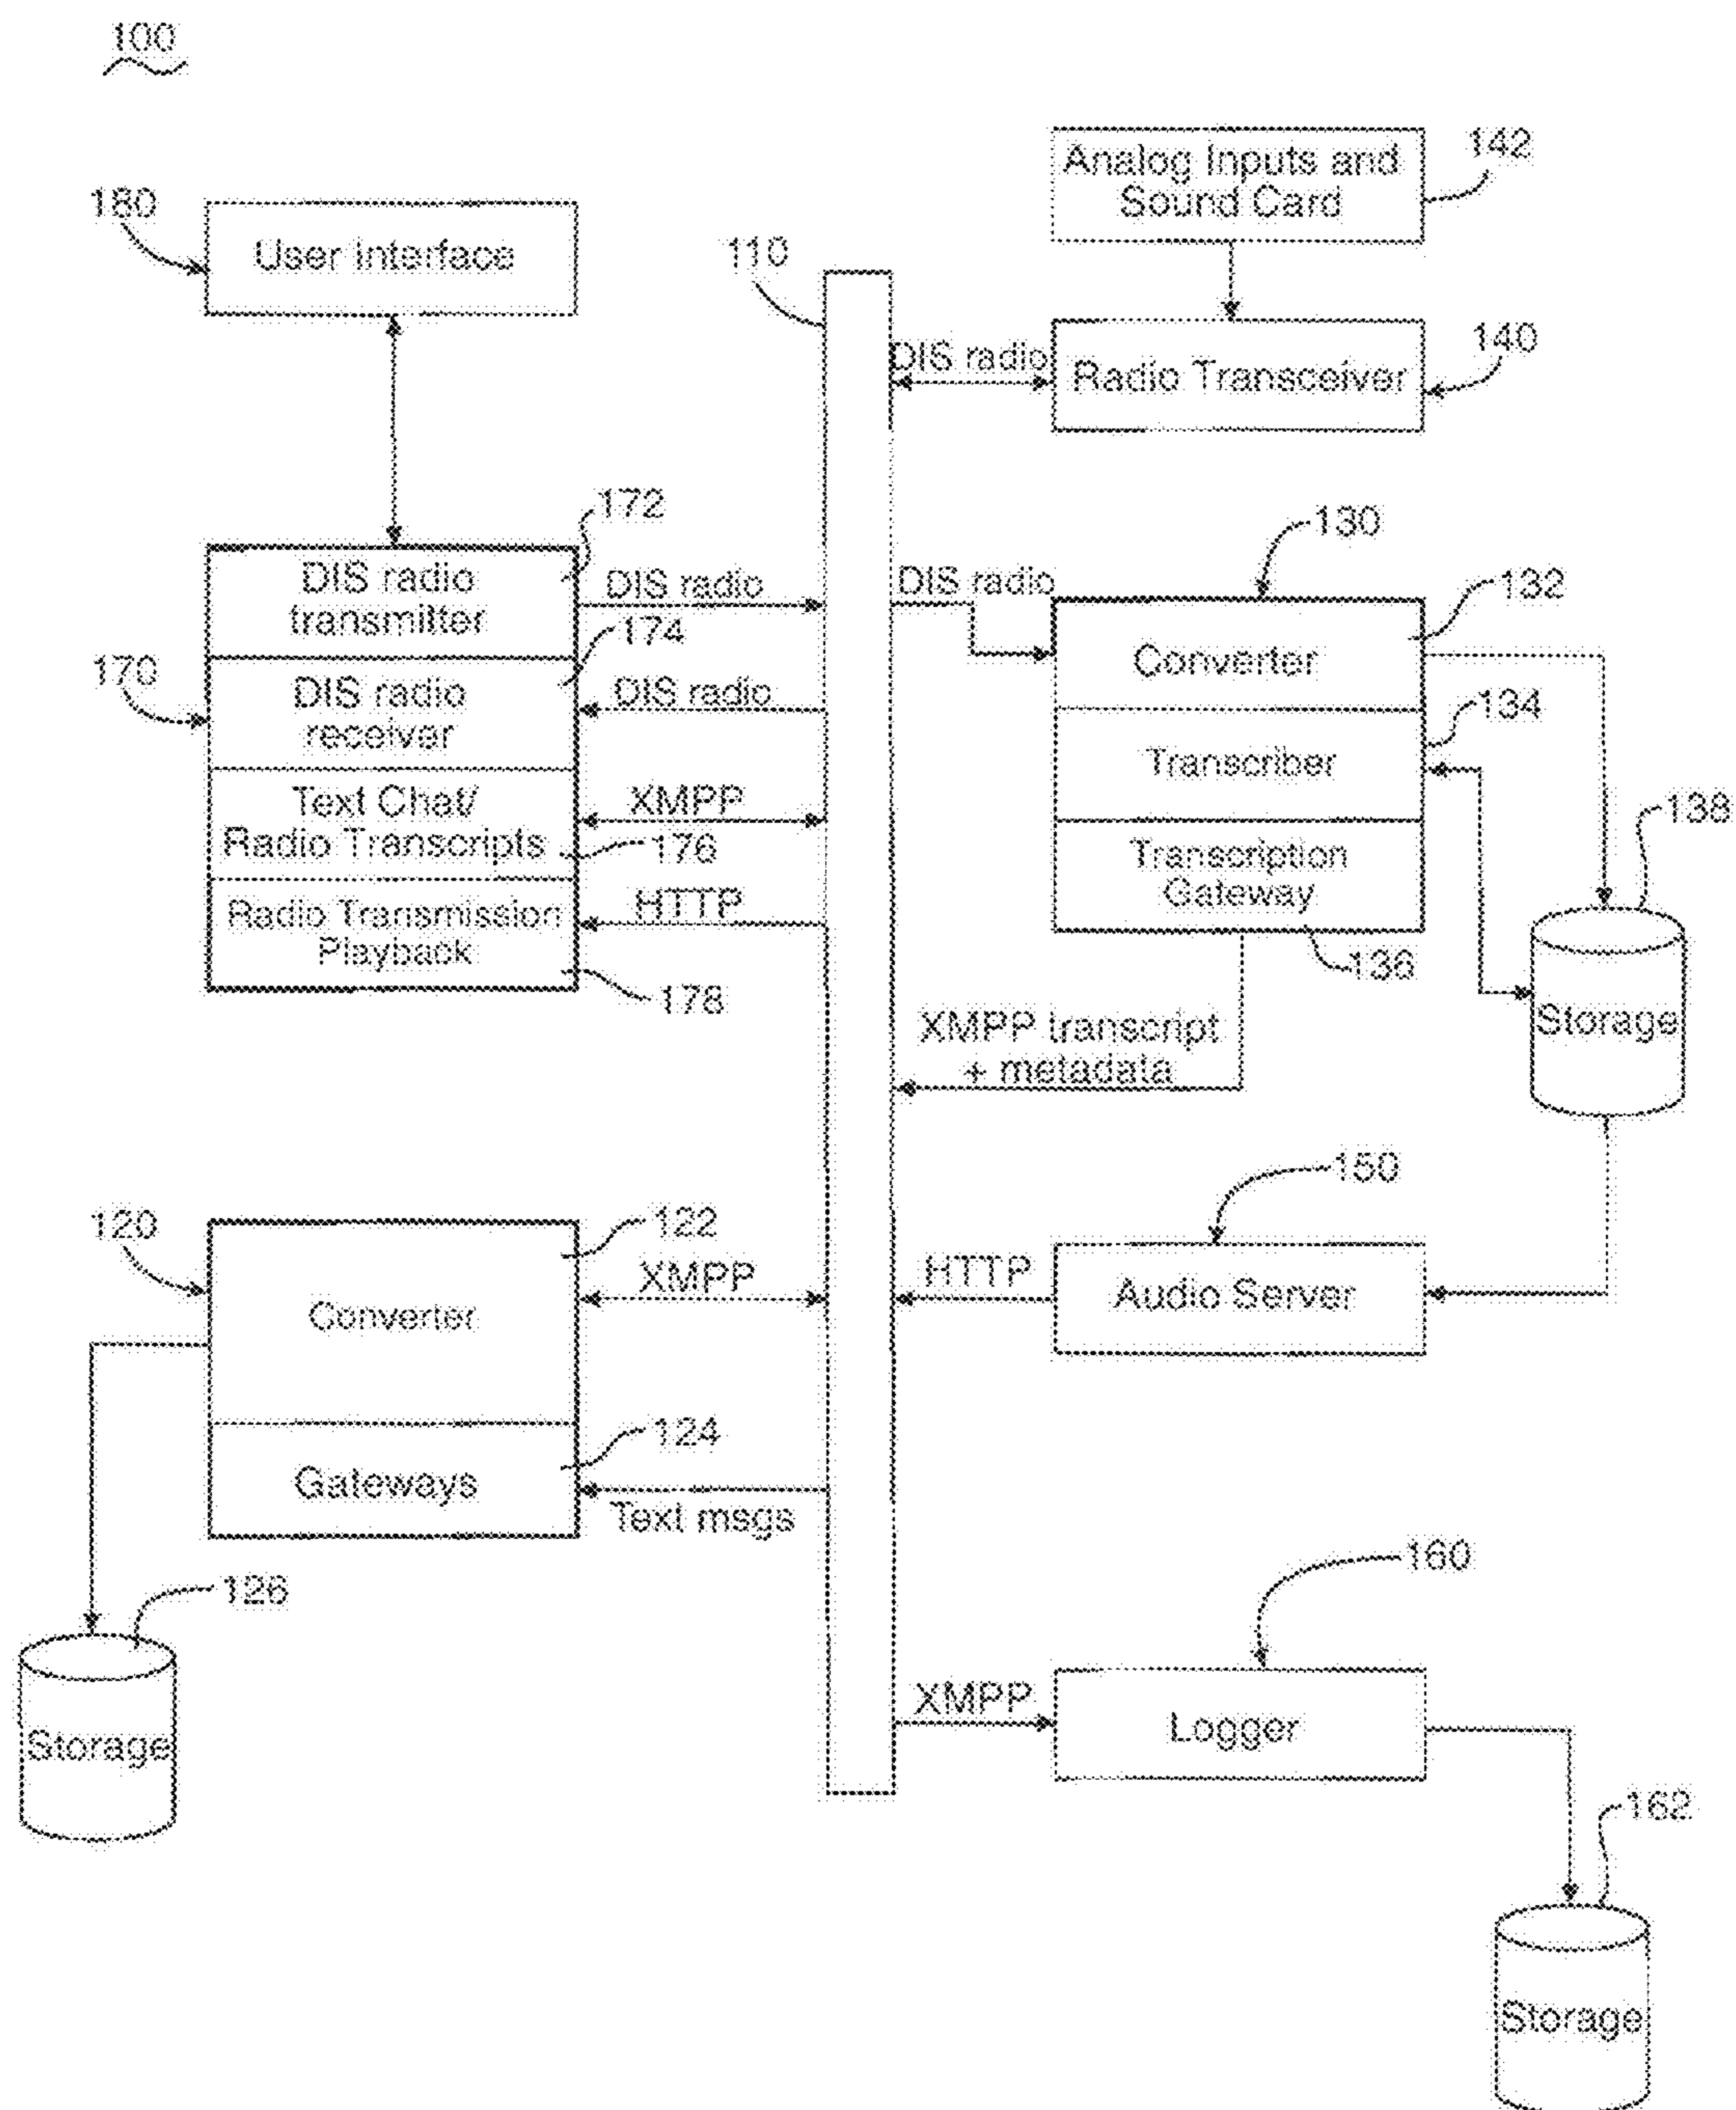 100
142
Analog Inputs and
Sound Card
180
User Interface
110
DIS radio
Radio Transceiver
140
172
130
DIS radio
transmitter
DIS radio
DIS radio
132
174
Converter
170
DIS radio
receiver
DIS radio
134
Transcriber
Text Chat/
Radio Transcripts
XMPP
176
138
Transcription
Gateway
Radio Transmission
Playback
HTTP
136
178
Storage
XMPP transcript
+ metadata
150
120
122
XMPP
HTTP
Audio Server
Converter
124
Gateways
Text msgs
160
126
XMPP
Logger
Storage
162
Storage